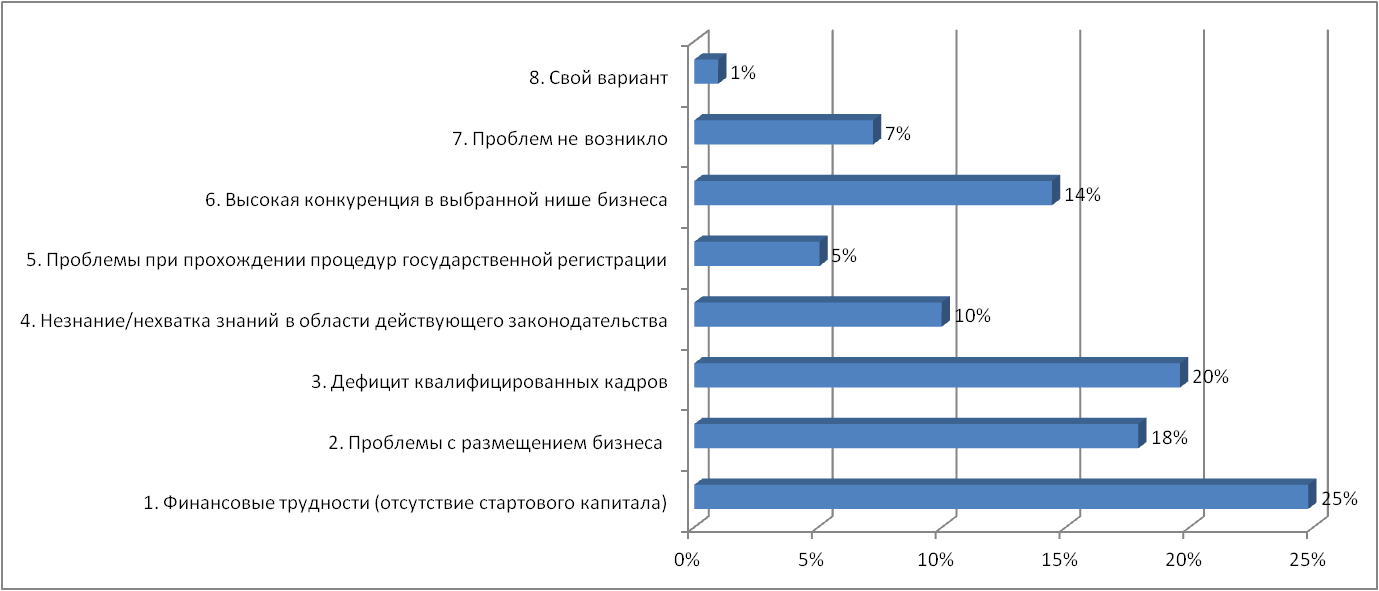 8. Свой вариант 1%
7. Проблем не возникло 7%
6. Высокая конкуренция в выбранной нише бизнеса 14%
5. Проблемы при прохождении процедур государственной регистрации 5%
4. Незнание/нехватка знаний в области действующего законодательства 10%
3. Дефицит квалифицированных кадров 20%
2. Проблемы с размещением бизнеса 18%
1. Финансовые трудности (отсутствие стартового капитала) 25%
0% 5% 10% 15% 20% 25%